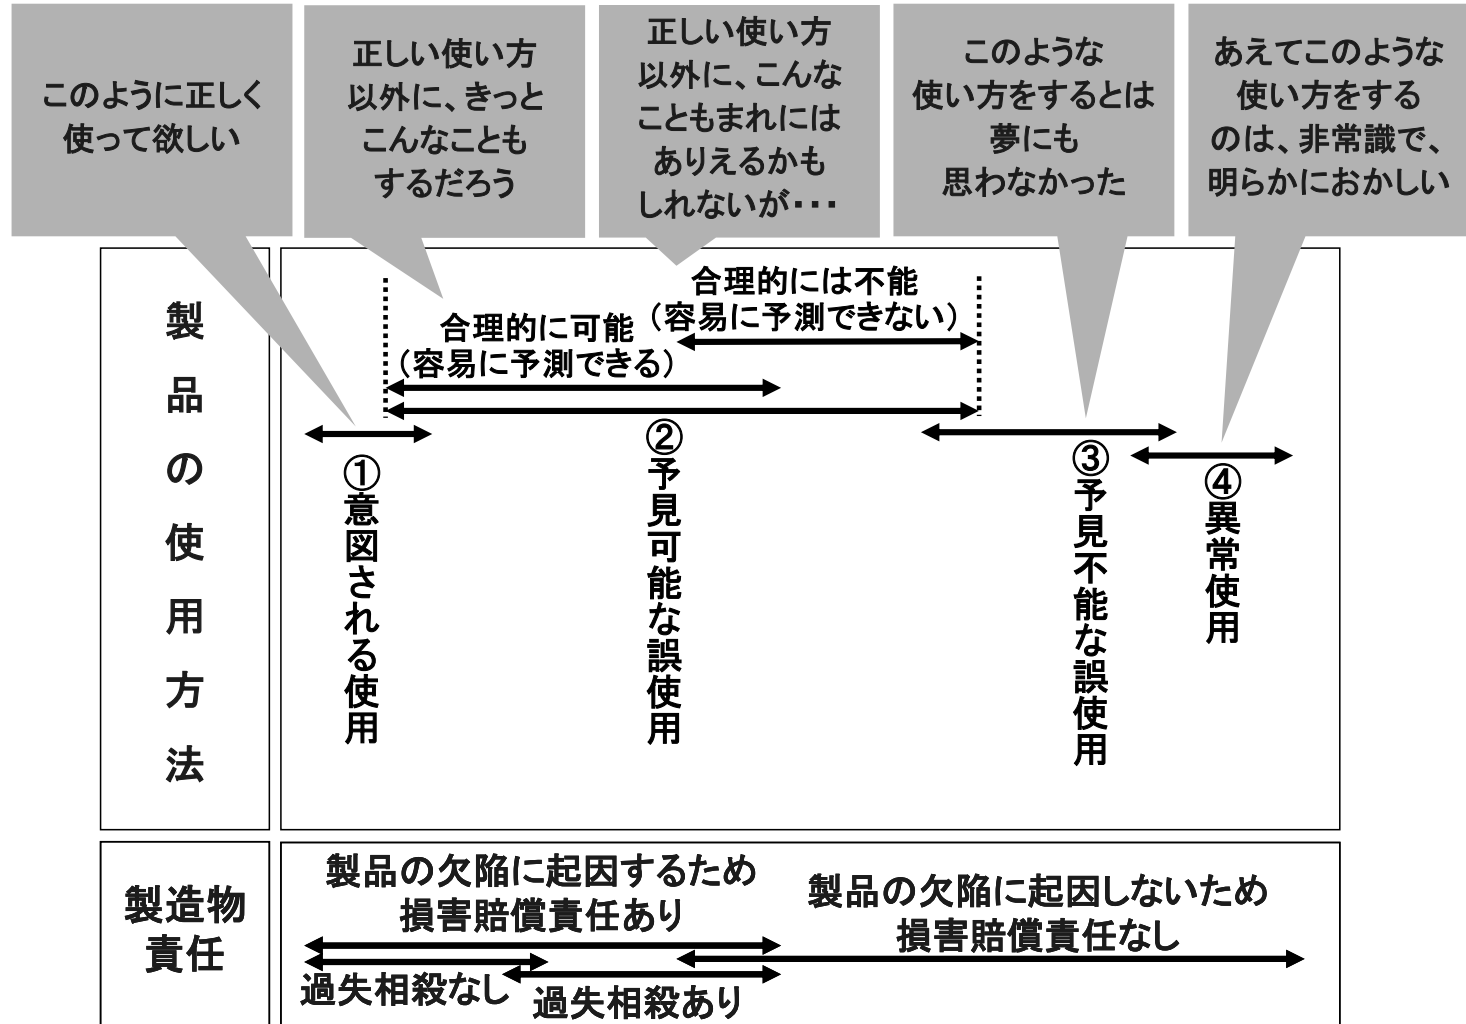 このように正しく
使って欲しい
正しい使い方
以外に、きっと
こんなことも
するだろう
正しい使い方
以外に、こんな
こともまれには
ありえるかも
しれないが･･･
このような
使い方をするとは
夢にも
思わなかった
あえてこのような
使い方をする
のは、非常識で、
明らかにおかしい
製品の使用方法
合理的に可能
（容易に予測できる）
合理的には不能
（容易に予測できない）
①意図される使用
②予見可能な誤使用
③予見不能な誤使用
④異常使用
製造物
責任
製品の欠陥に起因するため
損害賠償責任あり
過失相殺なし
過失相殺あり
製品の欠陥に起因しないため
損害賠償責任なし